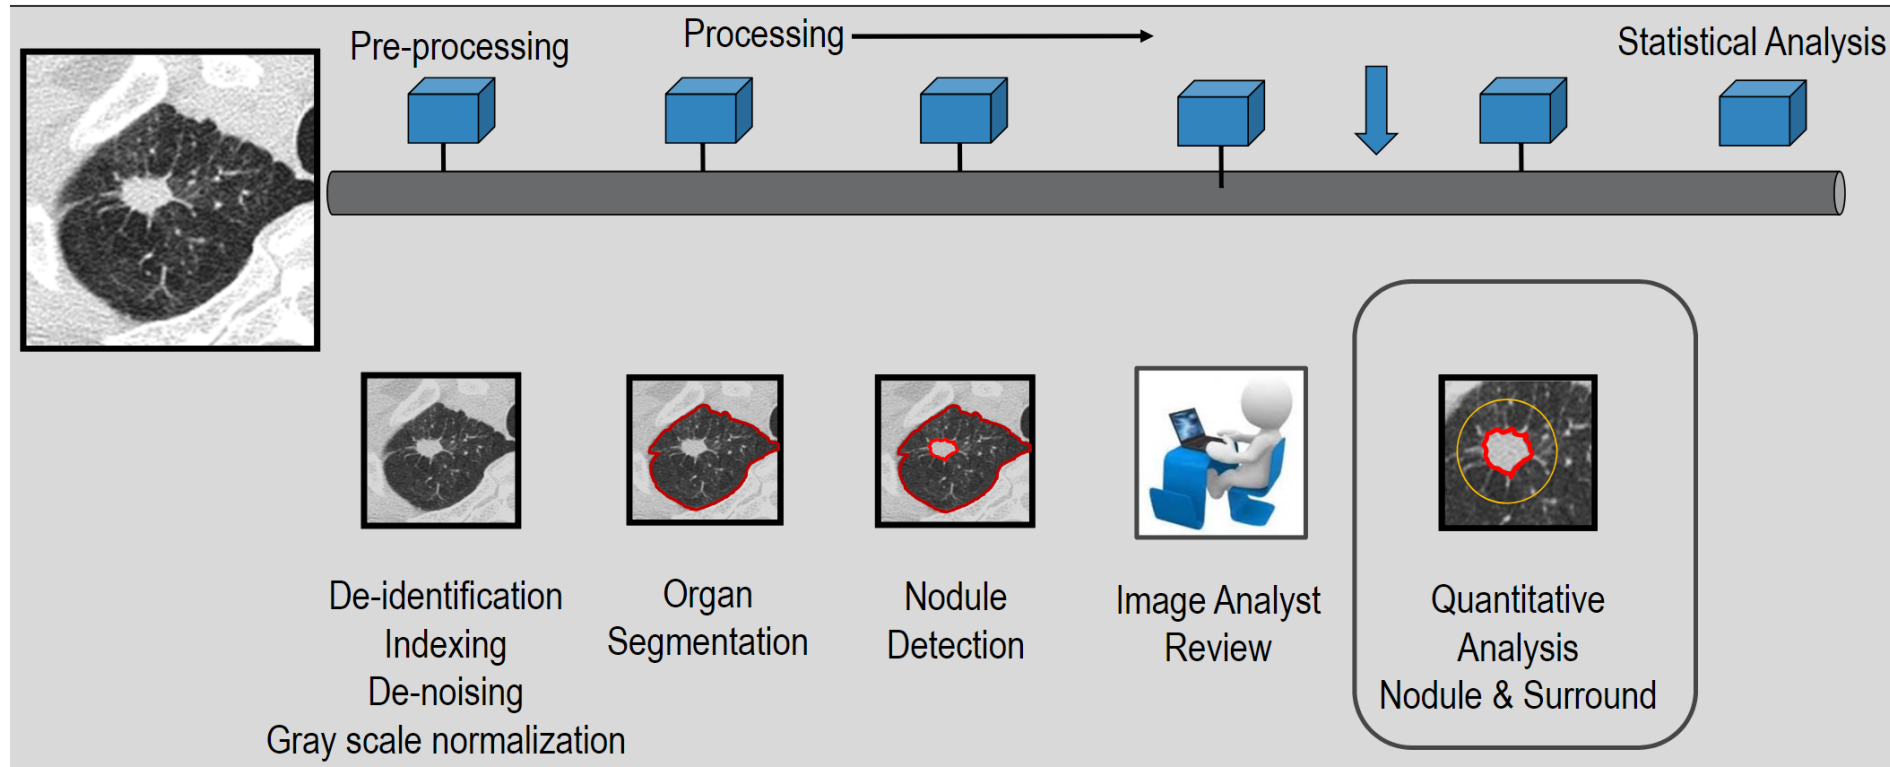 Pre-processing
Processing
Statistical Analysis
De-identification
Indexing
De-noising
Gray scale normalization
Organ
Segmentation
Nodule
Detection
Image Analyst
Review
Quantitative
Analysis
Nodule & Surround